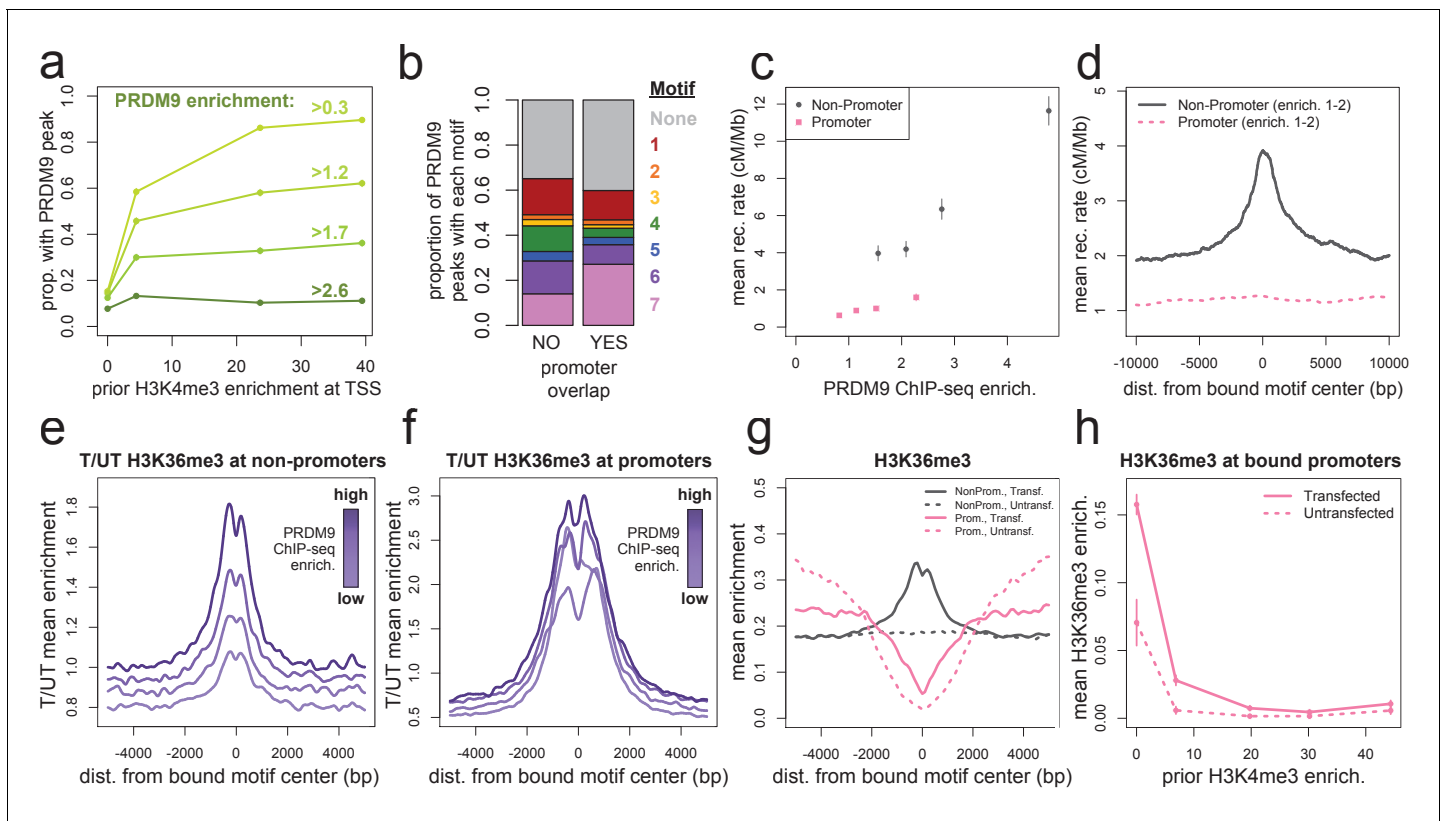 a
PRDM9 enrichment:
>0.3
>1.2
>1.7
>2.6
prop. with PRDM9 peak
0.0 0.2 0.4 0.6 0.8 1.0
0 10 20 30 40
prior H3K4me3 enrichment at TSS
b
proportion of PRDM9
peaks with each motif
0.0 0.2 0.4 0.6 0.8 1.0
NO YES
promoter
overlap
Motif
None
1
2
3
4
5
6
7
c
Non-Promoter
Promoter
mean rec. rate (cM/Mb)
0 2 4 6 8 10 12
0 1 2 3 4
PRDM9 ChIP-seq enrich.
d
Non-Promoter (enrich. 1-2)
Promoter (enrich. 1-2)
mean rec. rate (cM/Mb)
1 2 3 4 5
-10000 -5000 0 5000 10000
dist. from bound motif center (bp)
e
T/UT H3K36me3 at non-promoters
high
PRDM9
ChIP-seq
enrich.
low
T/UT mean enrichment
0.8 1.0 1.2 1.4 1.6 1.8
-4000 -2000 0 2000 4000
dist. from bound motif center (bp)
f
T/UT H3K36me3 at promoters
high
PRDM9
ChIP-seq
enrich.
low
T/UT mean enrichment
0.5 1.0 1.5 2.0 2.5 3.0
-4000 -2000 0 2000 4000
dist. from bound motif center (bp)
g
H3K36me3
NonProm., Transf.
NonProm., Untransf.
Prom., Transf.
Prom., Untransf.
mean enrichment
0.0 0.1 0.2 0.3 0.4 0.5
-4000 -2000 0 2000 4000
dist. from bound motif center (bp)
h
H3K36me3 at bound promoters
Transfected
Untransfected
mean H3K36me3 enrich.
0.00 0.05 0.10 0.15
0 10 20 30 40
prior H3K4me3 enrich.